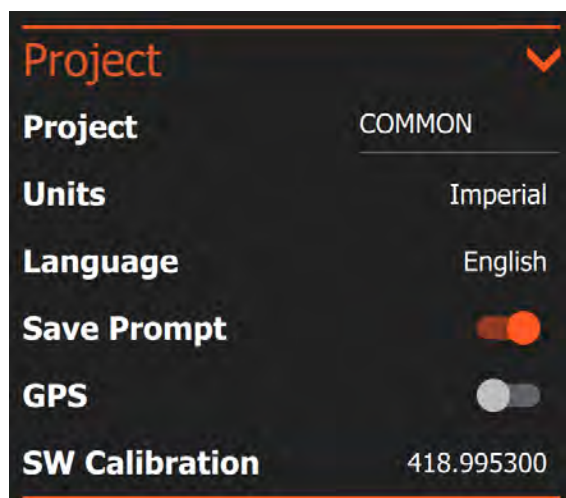 Project
Project COMMON
Units Imperial
Language English
Save Prompt
GPS
SW Calibration 418.995300